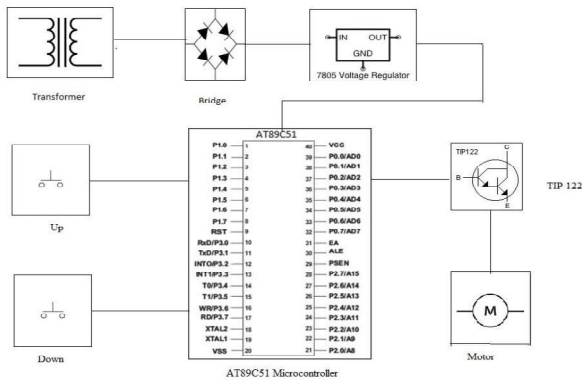 IN OUT
GND
7805 Voltage Regulator
Transformer
Bridge
AT89C51
P1.0 1 40 VCC
P1.1 2 39 P0.0/AD0
P1.2 3 38 P0.1/AD1
P1.3 4 37 P0.2/AD2
P1.4 5 36 P0.3/AD3
P1.5 6 35 P0.4/AD4
P1.6 7 34 P0.5/AD5
P1.7 8 33 P0.6/AD6
RST 9 32 P0.7/AD7
RxD/P3.0 10 31 EA
TxD/P3.1 11 30 ALE
INTO/P3.2 12 29 PSEN
INT1/P3.3 13 28 P2.7/A15
T0/P3.4 14 27 P2.6/A14
T1/P3.5 15 26 P2.5/A13
WR/P3.6 16 25 P2.4/A12
RD/P3.7 17 24 P2.3/A11
XTAL2 18 23 P2.2/A10
XTAL1 19 22 P2.1/A9
VSS 20 21 P2.0/A8
AT89C51 Microcontroller
Up
Down
TIP122
C
B
E
TIP 122
M
Motor